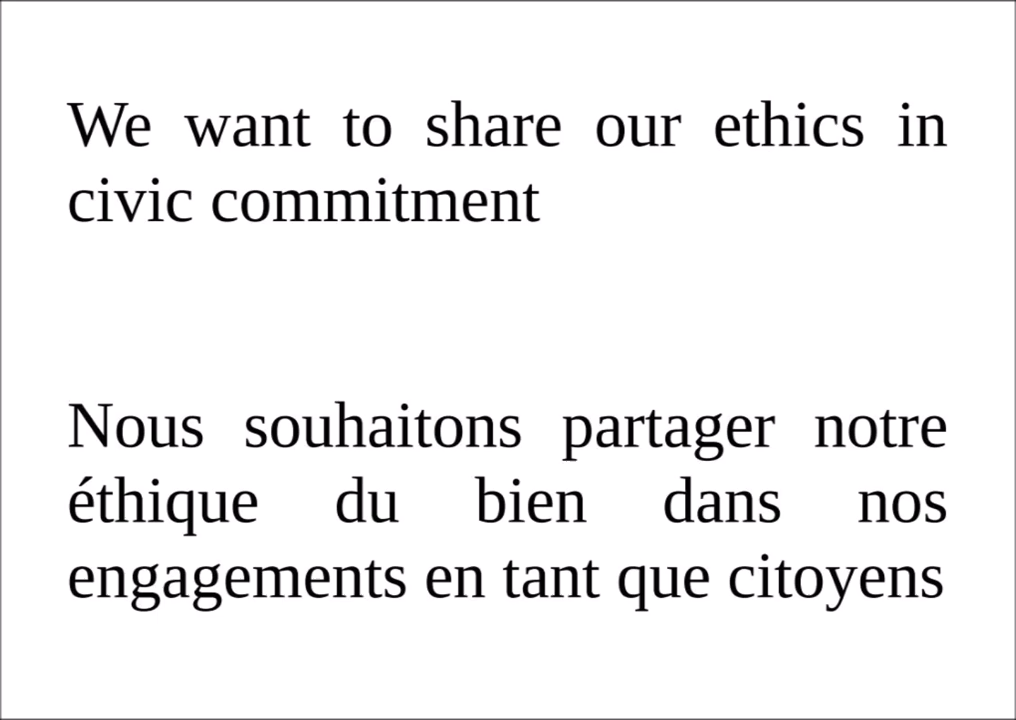 We want to share our ethics in
civic commitment
Nous souhaitons partager notre
éthique du bien dans nos
engagements en tant que citoyens